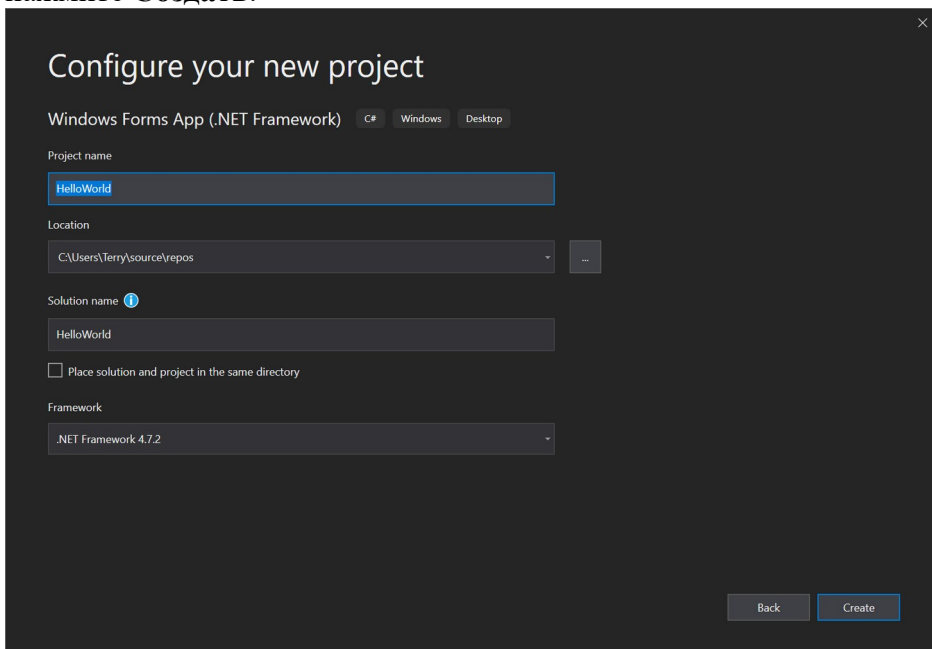 нажмите Создать.
Configure your new project
Windows Forms App (.NET Framework) C# Windows Desktop
Project name
HelloWorld
Location
C:\Users\Terry\source\repos
...
Solution name
HelloWorld
Place solution and project in the same directory
Framework
.NET Framework 4.7.2
Back Create